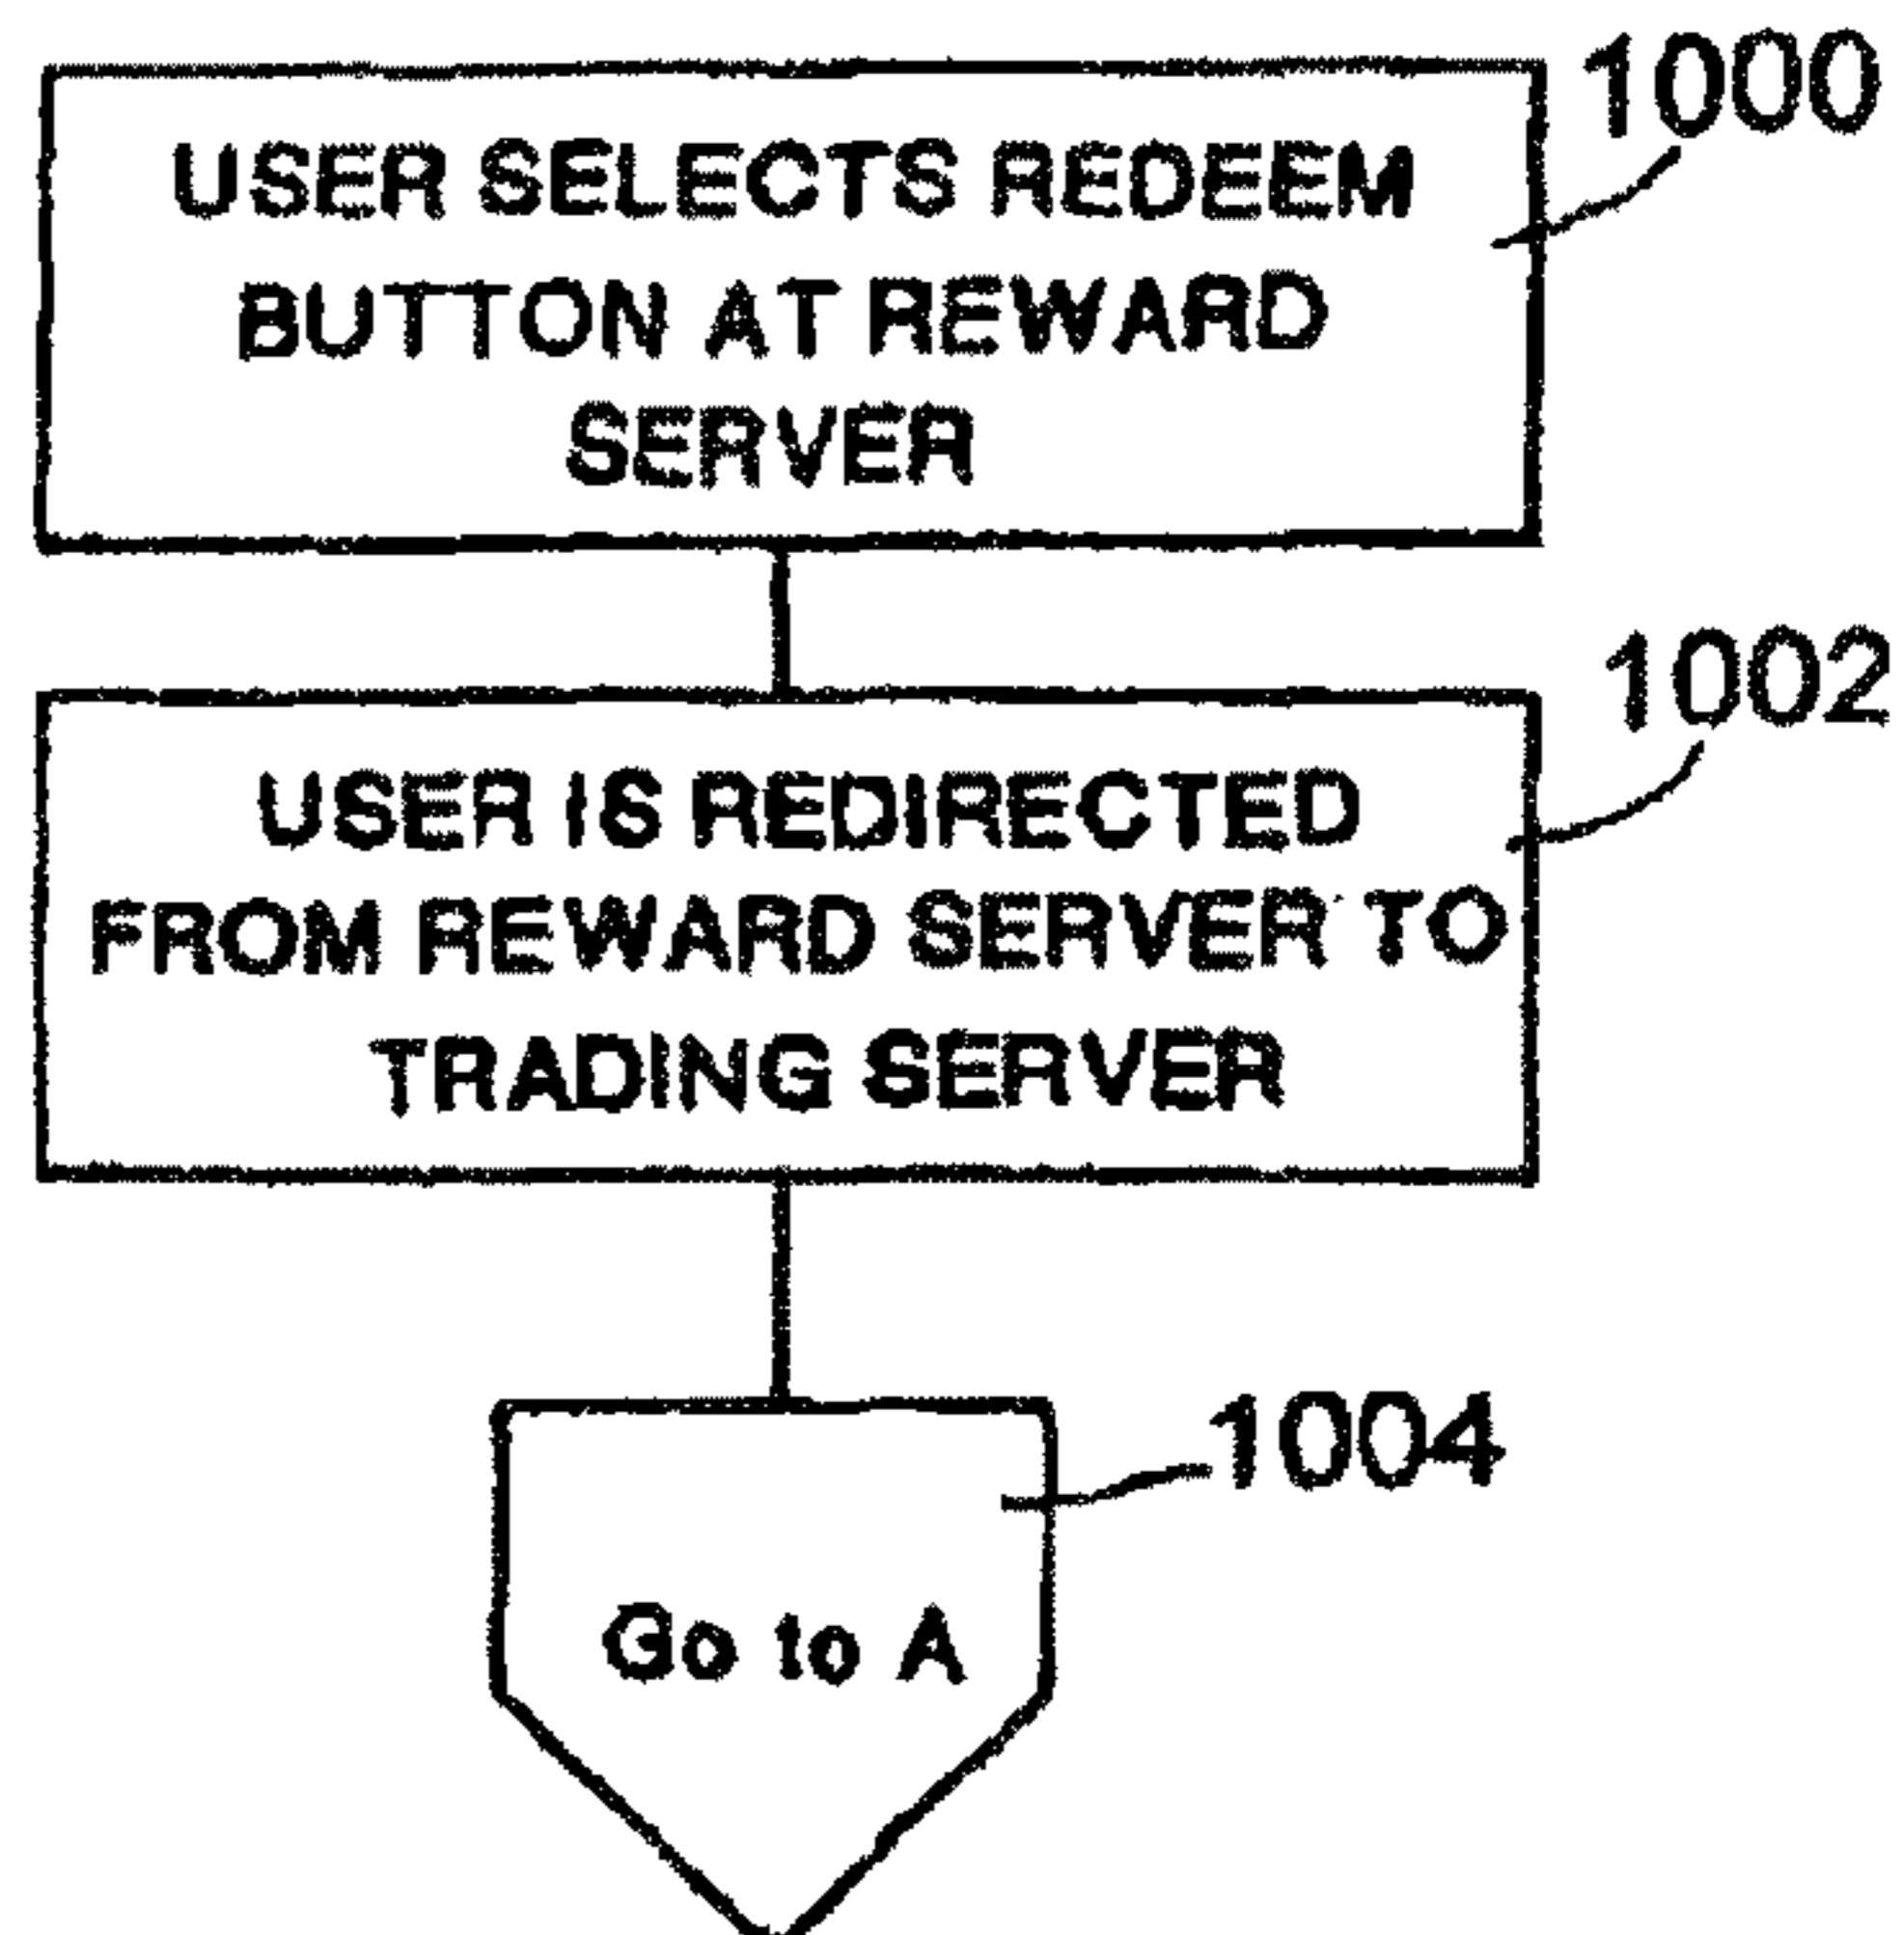 1000
USER SELECTS REDEEM
BUTTON AT REWARD
SERVER
1002
USER IS REDIRECTED
FROM REWARD SERVER TO
TRADING SERVER
1004
Go to A